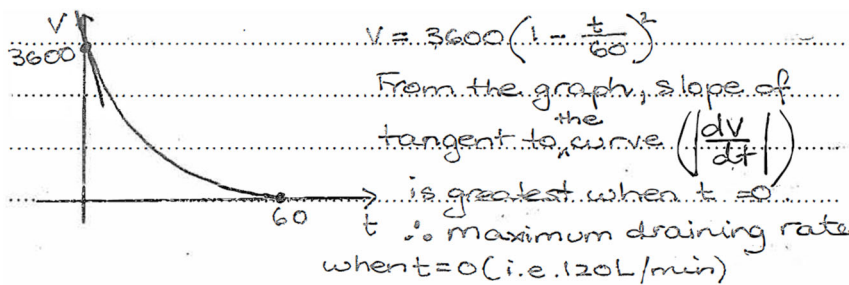 V
3600
60
t
V = 3600(1 - t/60)²
From the graph, slope of
tangent to the curve (|dV/dt|)
is greatest when t = 0.
∴ maximum draining rate
when t = 0 (i.e. 120L/min)